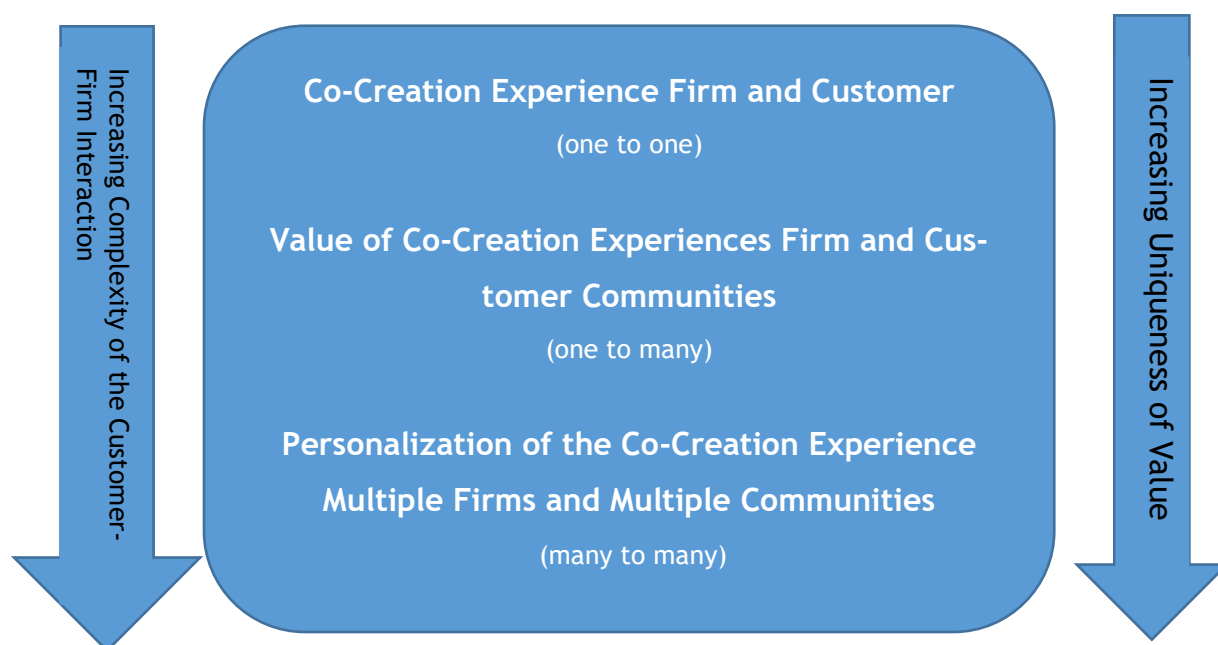 Increasing Complexity of the Customer-
Firm Interaction
Co-Creation Experience Firm and Customer
(one to one)
Value of Co-Creation Experiences Firm and Cus-
tomer Communities
(one to many)
Personalization of the Co-Creation Experience
Multiple Firms and Multiple Communities
(many to many)
Increasing Uniqueness of Value